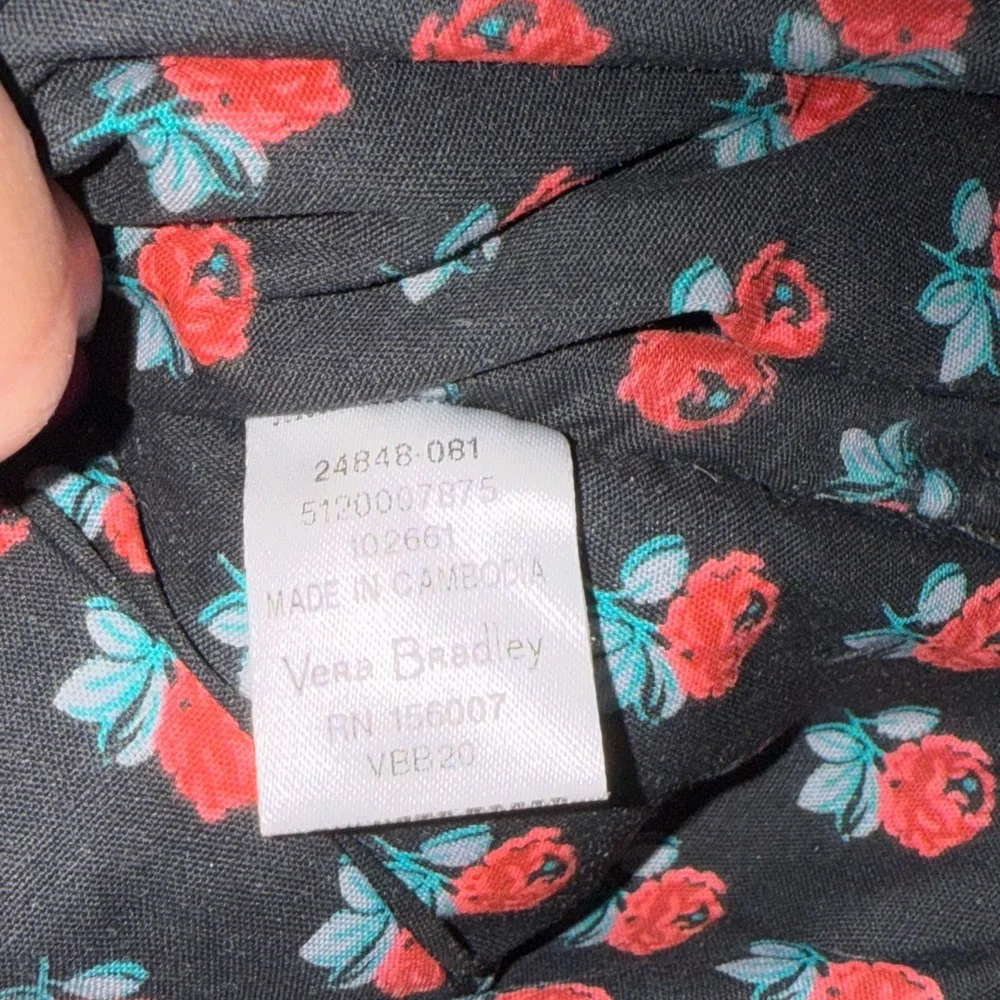 24848-081
5120007875
102661
MADE IN CAMBODIA
Vera Bradley
RN 156007
VBB20